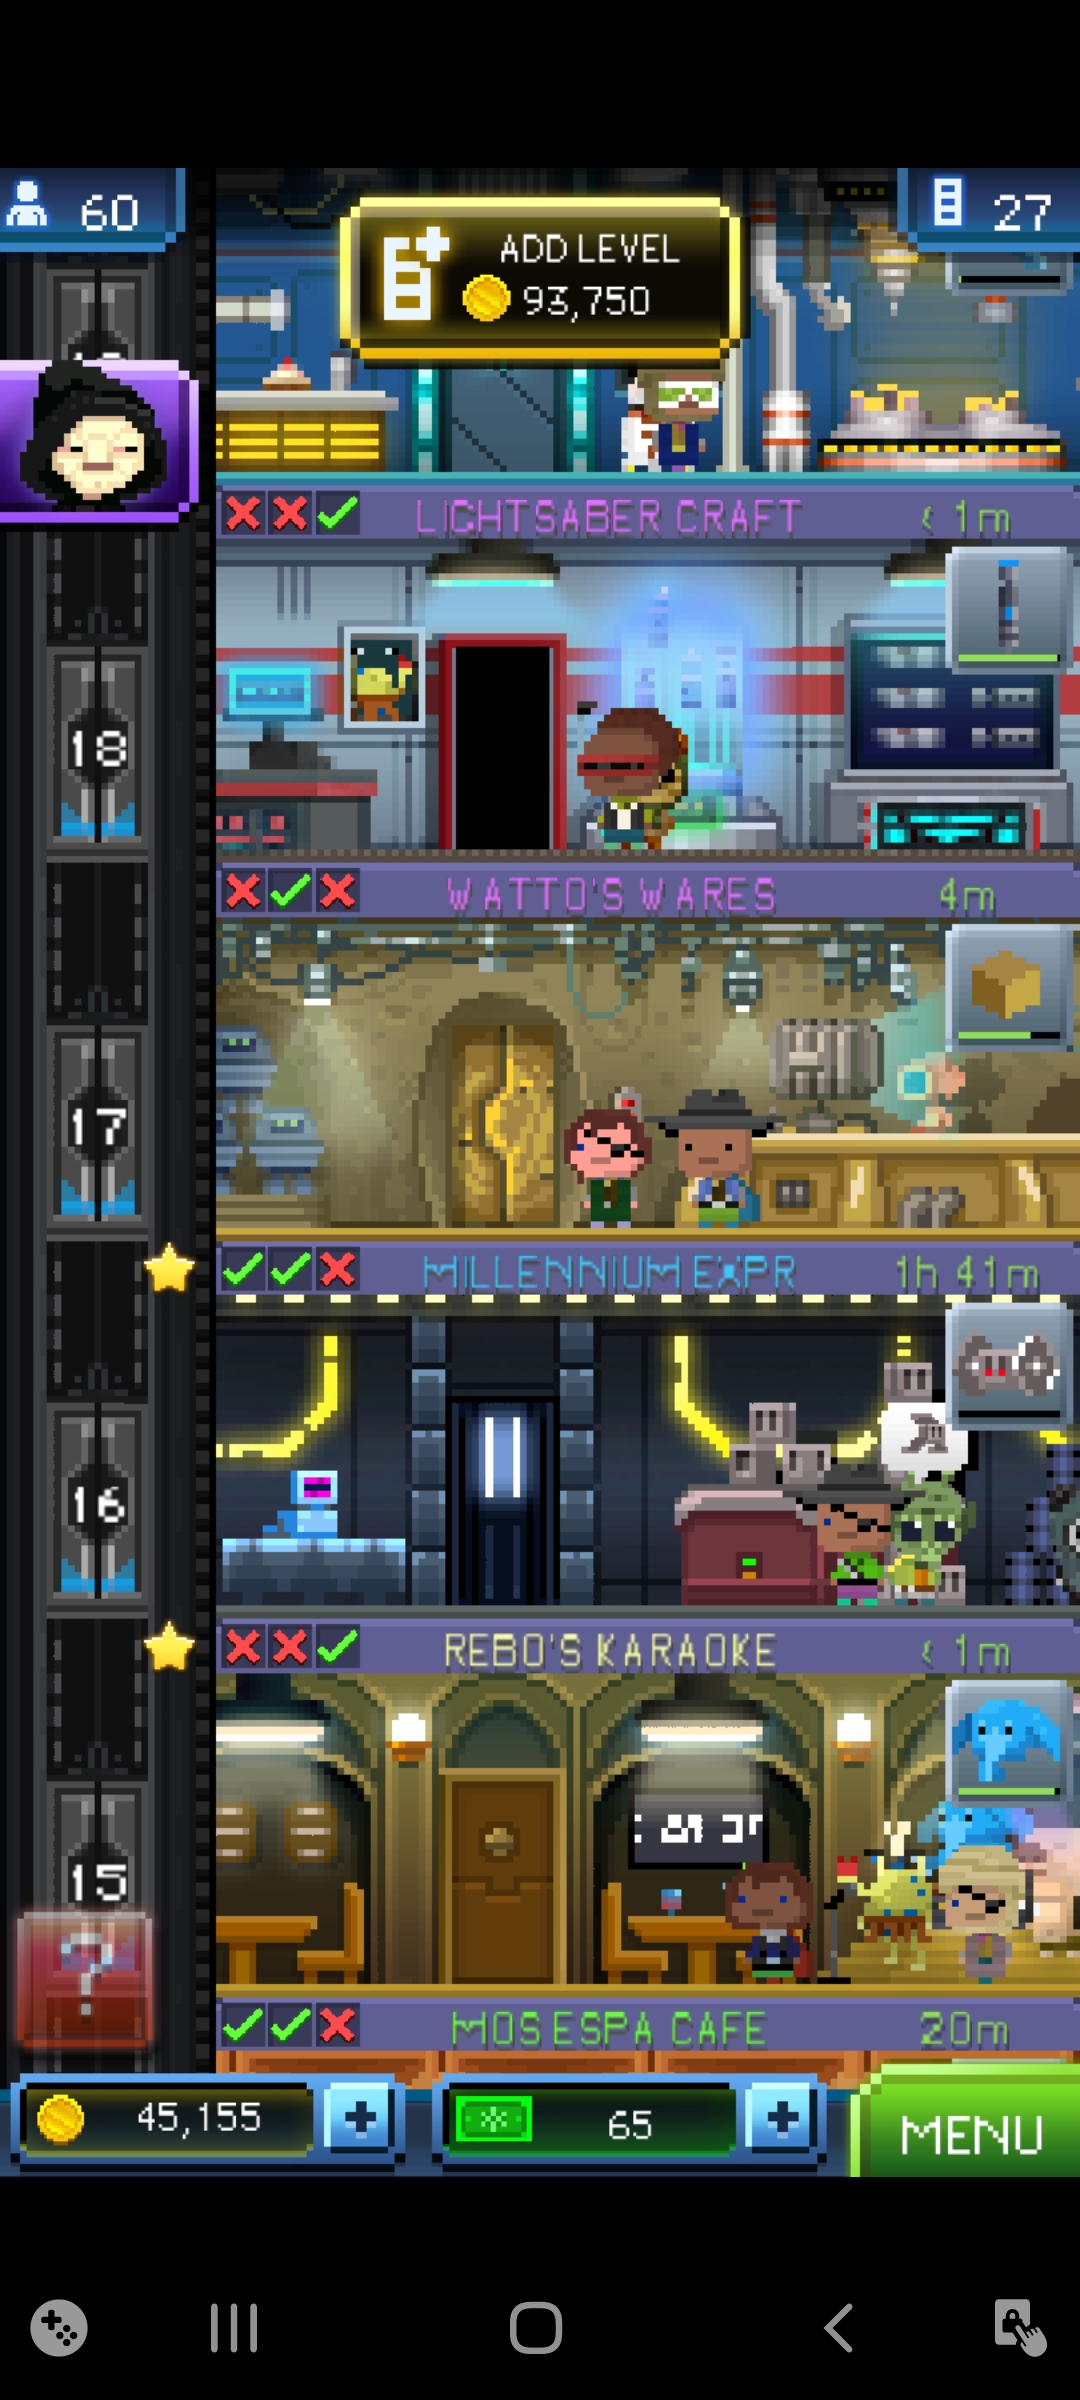 60
27
ADD LEVEL
93,750
LIGHTSABER CRAFT
< 1m
18
WATTO'S WARES
4m
17
MILLENNIUM EXPR
1h 41m
16
REBO'S KARAOKE
< 1m
15
?
MOS ESPA CAFE
20m
45,155
+
65
+
MENU